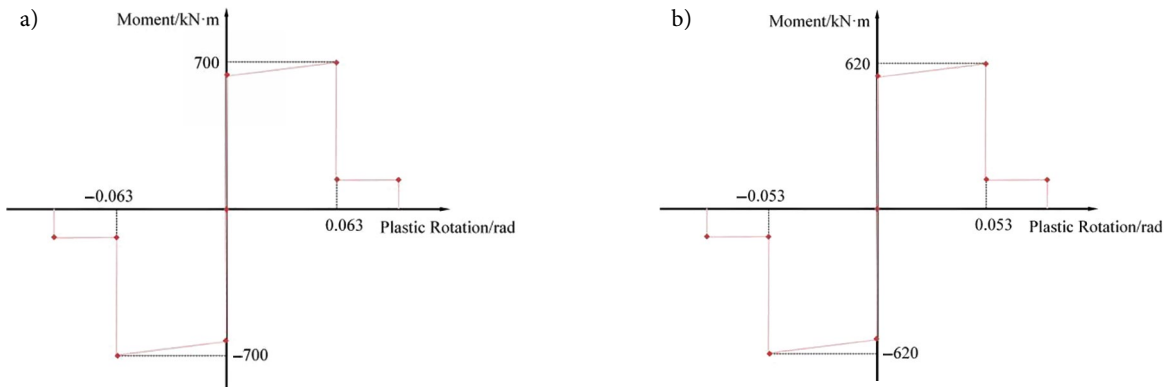 a)
Moment/kN·m
700
−0.063
0.063
Plastic Rotation/rad
−700
b)
Moment/kN·m
620
−0.053
0.053
Plastic Rotation/rad
−620